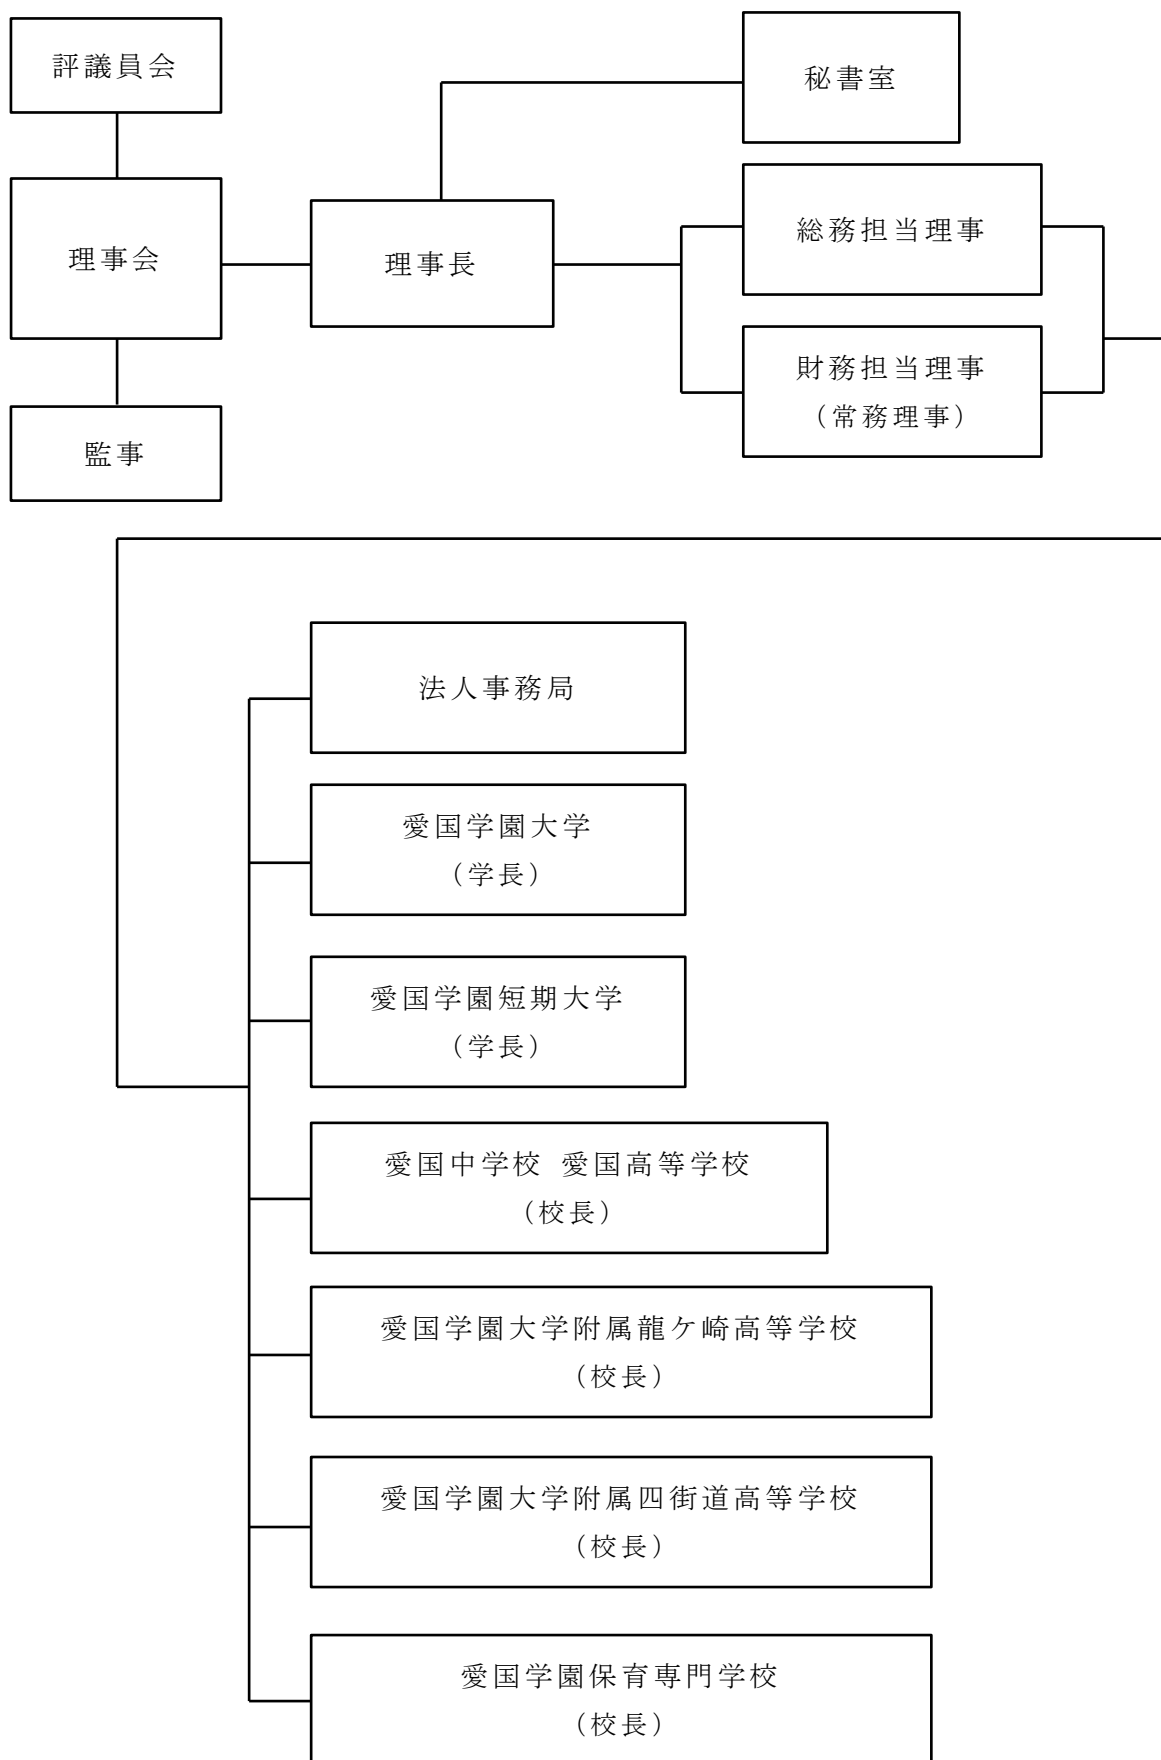 評議員会
秘書室
理事会
理事長
総務担当理事
財務担当理事
（常務理事）
監事
法人事務局
愛国学園大学
（学長）
愛国学園短期大学
（学長）
愛国中学校 愛国高等学校
（校長）
愛国学園大学附属龍ケ崎高等学校
（校長）
愛国学園大学附属四街道高等学校
（校長）
愛国学園保育専門学校
（校長）